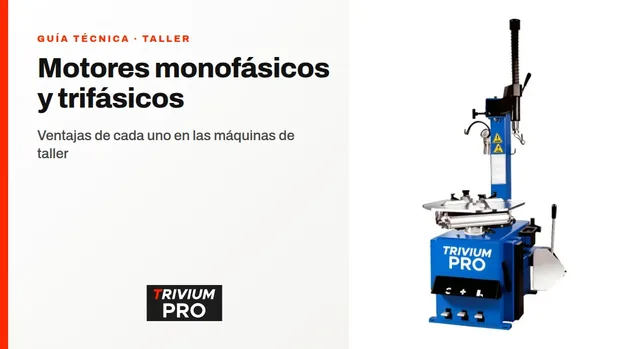 GUÍA TÉCNICA · TALLER
Motores monofásicos
y trifásicos
Ventajas de cada uno en las máquinas de
taller
TRIVIUM
PRO
TRIVIUM
PRO